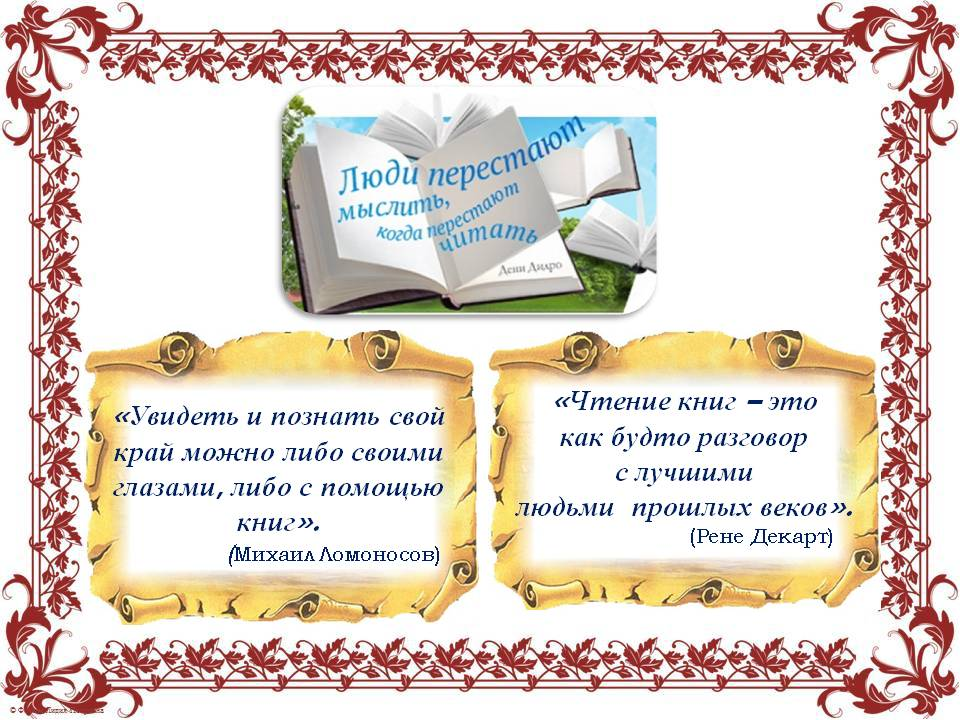 Люди перестают
мыслить,
когда перестают
читать
Дени Дидро
«Увидеть и познать свой
край можно либо своими
глазами, либо с помощью
книг».
(Михаил Ломоносов)
«Чтение книг – это
как будто разговор
с лучшими
людьми прошлых веков».
(Рене Декарт)